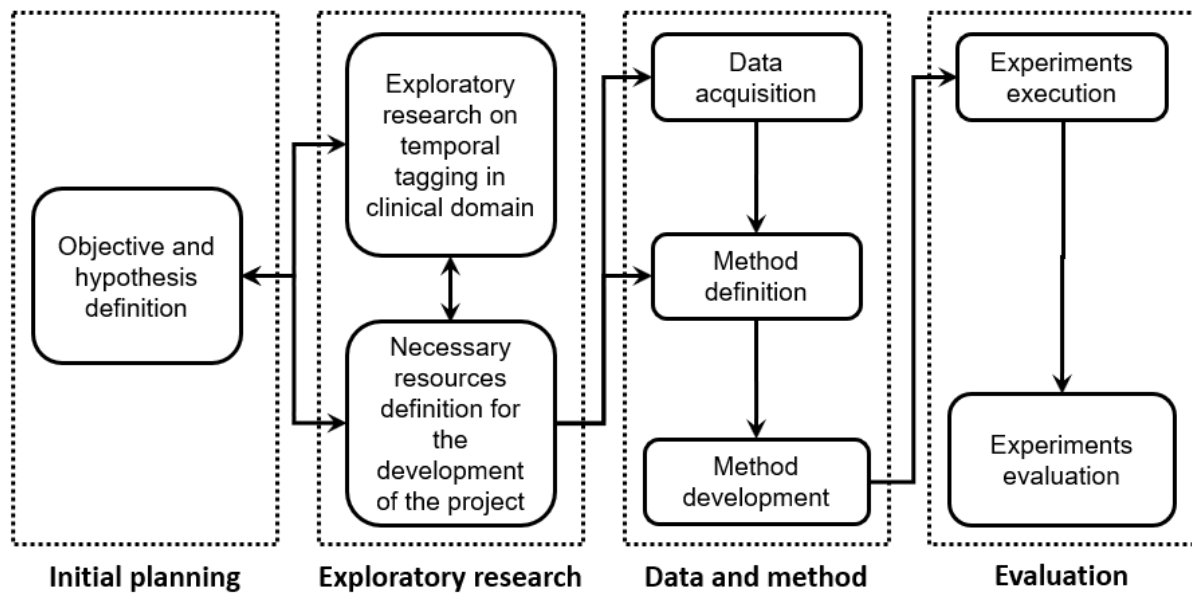 Objective and
hypothesis
definition
Initial planning
Exploratory
research on
temporal
tagging in
clinical domain
Necessary
resources
definition for
the
development
of the project
Exploratory research
Data
acquisition
Method
definition
Method
development
Data and method
Experiments
execution
Experiments
evaluation
Evaluation